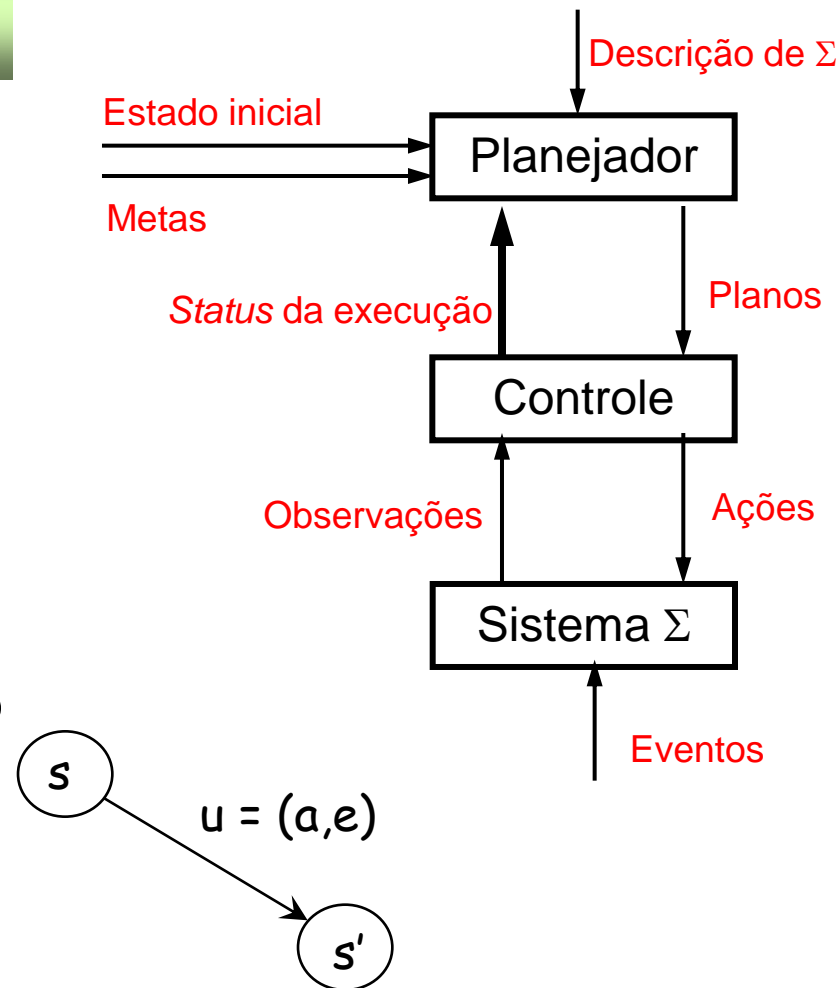 Descrição de Σ
Estado inicial
Planejador
Metas
Status da execução
Planos
Controle
Observações
Ações
Sistema Σ
Eventos
s
u = (a,e)
s'